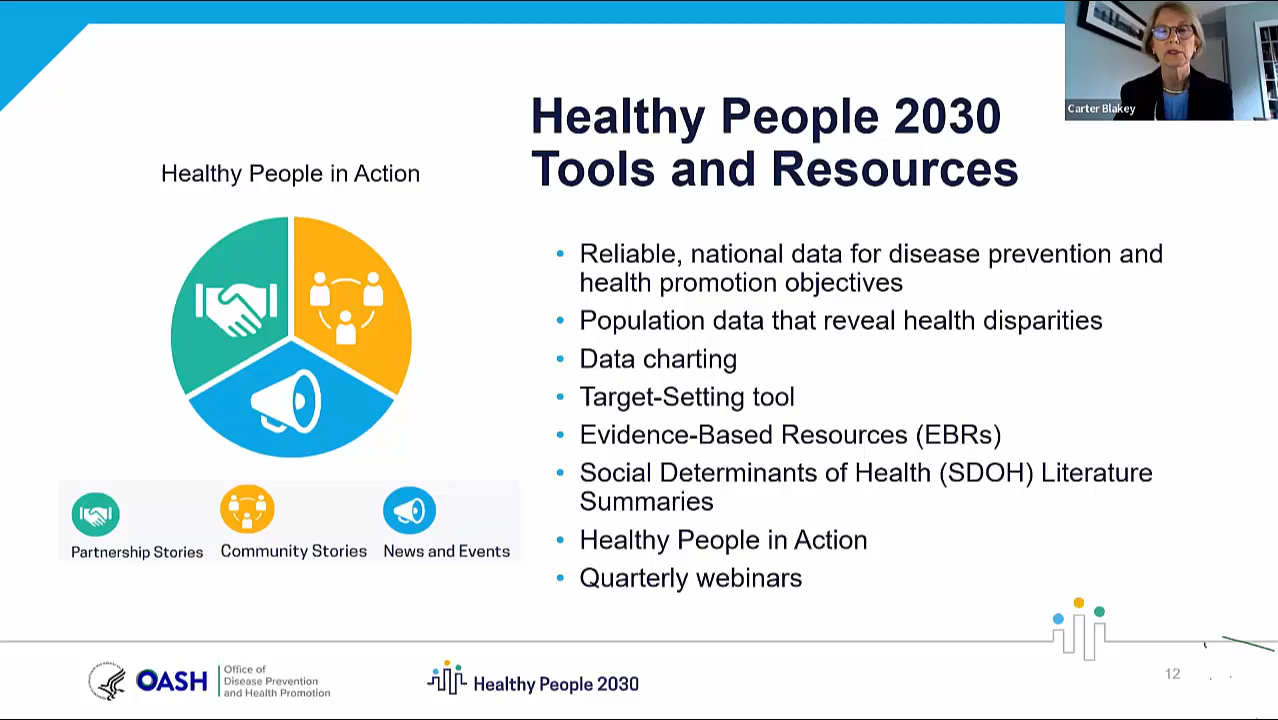 Carter Blakey
Healthy People 2030
Tools and Resources
Healthy People in Action
Partnership Stories
Community Stories
News and Events
• Reliable, national data for disease prevention and
health promotion objectives
• Population data that reveal health disparities
• Data charting
• Target-Setting tool
• Evidence-Based Resources (EBRs)
• Social Determinants of Health (SDOH) Literature
Summaries
• Healthy People in Action
• Quarterly webinars
OASH
Office of
Disease Prevention
and Health Promotion
Healthy People 2030
12